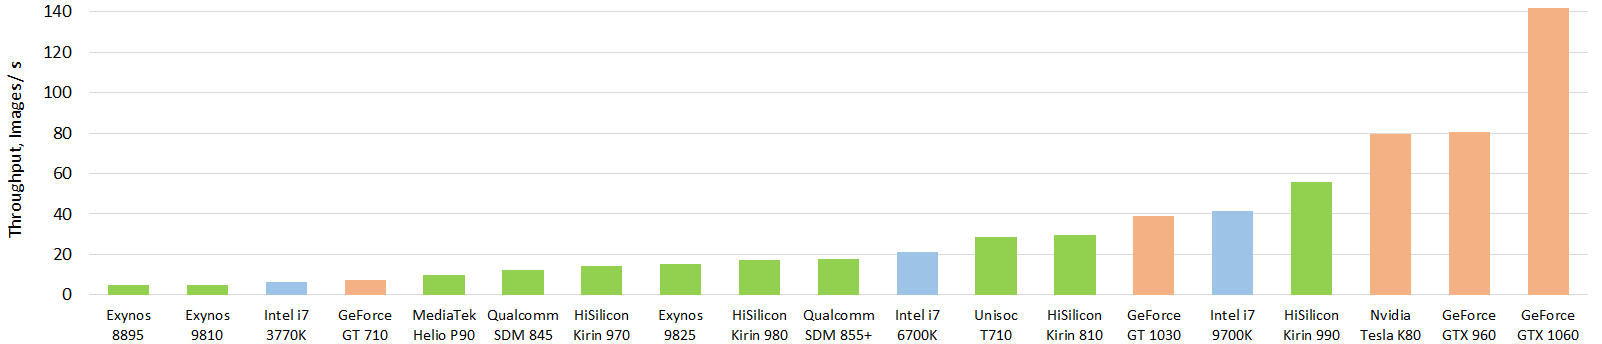 Throughput, Images/ s
140
120
100
80
60
40
20
0
Exynos 8895
Exynos 9810
Intel i7 3770K
GeForce GT 710
MediaTek Helio P90
Qualcomm SDM 845
HiSilicon Kirin 970
Exynos 9825
HiSilicon Kirin 980
Qualcomm SDM 855+
Intel i7 6700K
Unisoc T710
HiSilicon Kirin 810
GeForce GT 1030
Intel i7 9700K
HiSilicon Kirin 990
Nvidia Tesla K80
GeForce GTX 960
GeForce GTX 1060